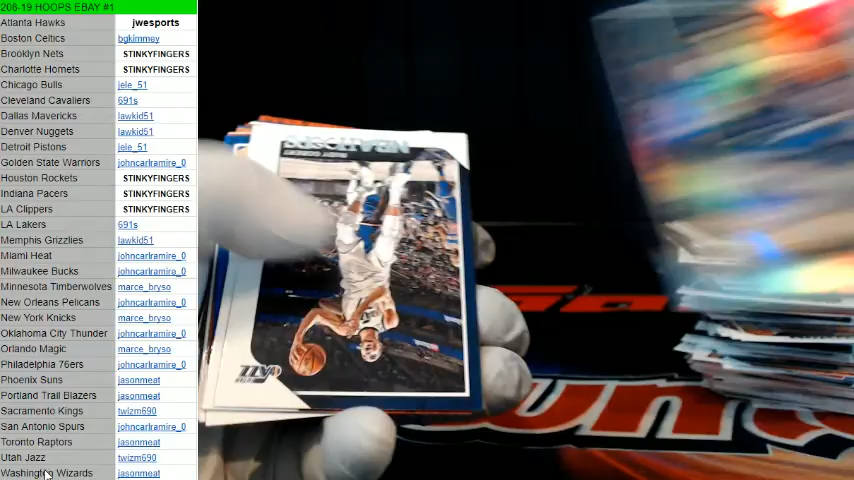 208-19 HOOPS EBAY #1
Atlanta Hawks jwesports
Boston Celtics bgkimmey
Brooklyn Nets STINKYFINGERS
Charlotte Hornets STINKYFINGERS
Chicago Bulls jele_51
Cleveland Cavaliers 691s
Dallas Mavericks lawkid51
Denver Nuggets lawkid51
Detroit Pistons jele_51
Golden State Warriors johncarlramire_0
Houston Rockets STINKYFINGERS
Indiana Pacers STINKYFINGERS
LA Clippers STINKYFINGERS
LA Lakers 691s
Memphis Grizzlies lawkid51
Miami Heat johncarlramire_0
Milwaukee Bucks johncarlramire_0
Minnesota Timberwolves marce_bryso
New Orleans Pelicans johncarlramire_0
New York Knicks marce_bryso
Oklahoma City Thunder johncarlramire_0
Orlando Magic marce_bryso
Philadelphia 76ers johncarlramire_0
Phoenix Suns jasonmeat
Portland Trail Blazers jasonmeat
Sacramento Kings twizm690
San Antonio Spurs johncarlramire_0
Toronto Raptors jasonmeat
Utah Jazz twizm690
Washington Wizards jasonmeat
NBA HOOPS